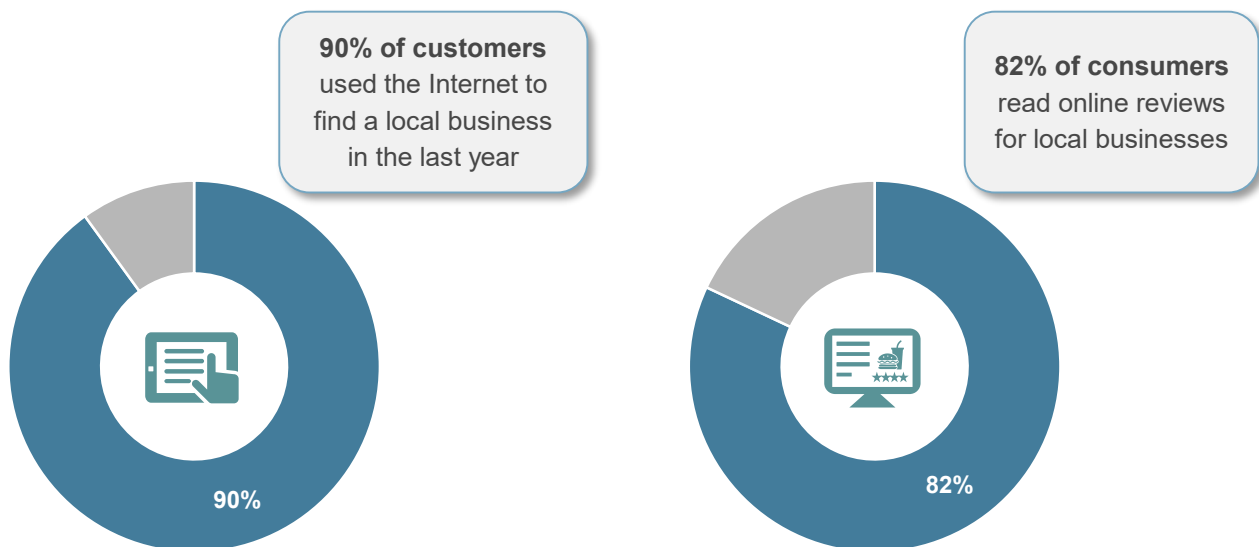 90% of customers
used the Internet to
find a local business
in the last year
90%
82% of consumers
read online reviews
for local businesses
82%